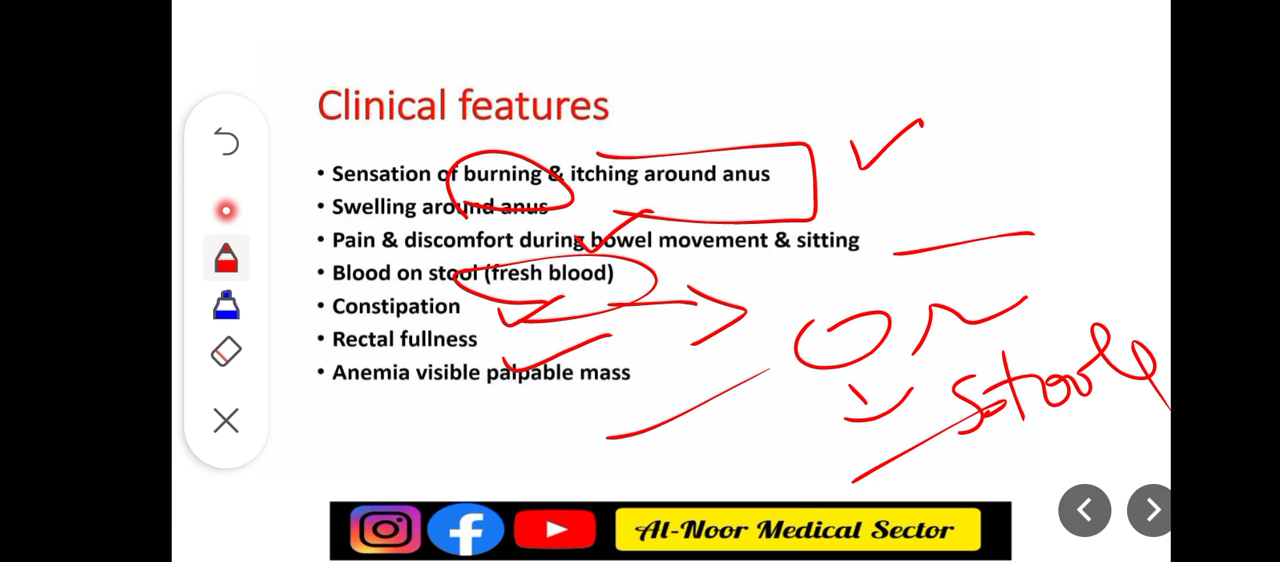 Clinical features
• Sensation of burning & itching around anus
• Swelling around anus
• Pain & discomfort during bowel movement & sitting
• Blood on stool (fresh blood)
• Constipation
• Rectal fullness
• Anemia visible palpable mass
on
stool
Al-Noor Medical Sector